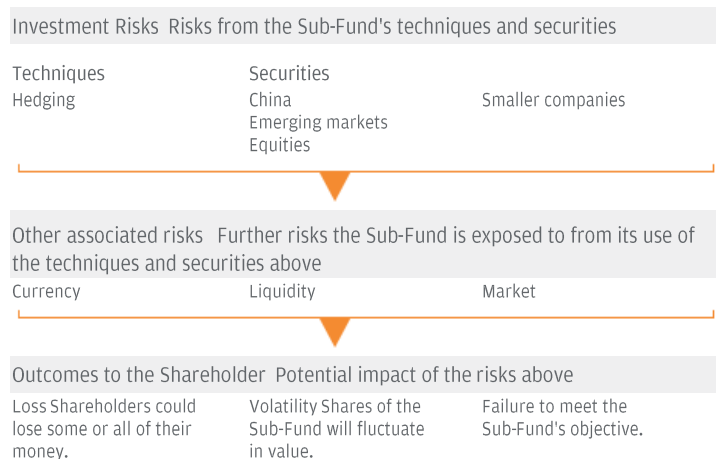 Investment Risks Risks from the Sub-Fund's techniques and securities
Techniques
Hedging
Securities
China
Emerging markets
Equities
Smaller companies
Other associated risks Further risks the Sub-Fund is exposed to from its use of
the techniques and securities above
Currency
Liquidity
Market
Outcomes to the Shareholder Potential impact of the risks above
Loss Shareholders could
lose some or all of their
money.
Volatility Shares of the
Sub-Fund will fluctuate
in value.
Failure to meet the
Sub-Fund's objective.